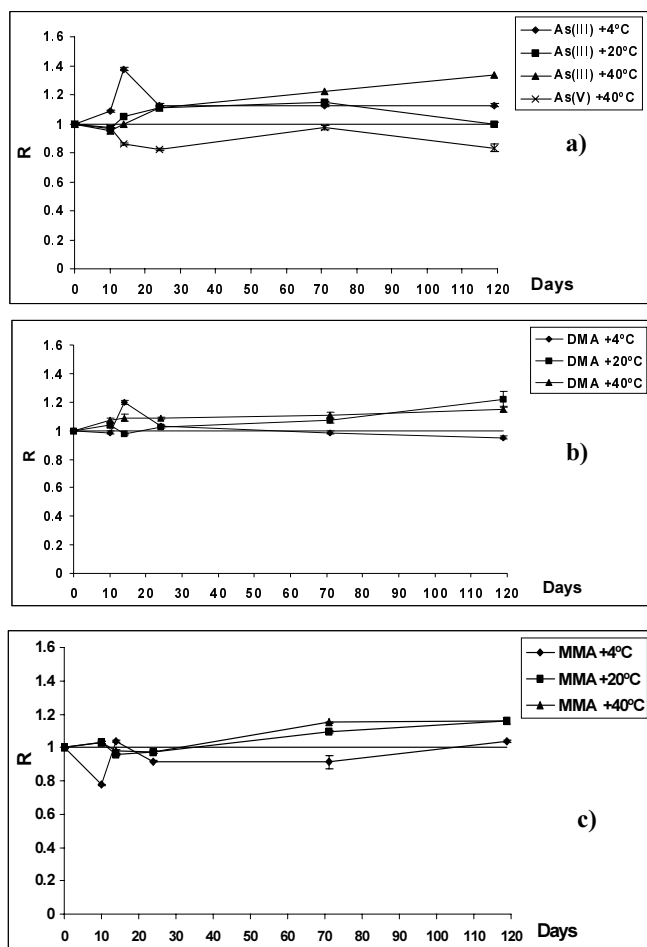 1.6
1.4
1.2
1
0.8
0.6
0.4
0.2
0
R
0 10 20 30 40 50 60 70 80 90 100 110 120
Days
As(III) +4ºC
As(III) +20ºC
As(III) +40ºC
As(V) +40ºC
a)
1.6
1.4
1.2
1
0.8
0.6
0.4
0.2
0
R
0 10 20 30 40 50 60 70 80 90 100 110 120
Days
DMA +4ºC
DMA +20ºC
DMA +40ºC
b)
1.6
1.4
1.2
1
0.8
0.6
0.4
0.2
0
R
0 10 20 30 40 50 60 70 80 90 100 110 120
Days
MMA +4ºC
MMA +20ºC
MMA +40ºC
c)